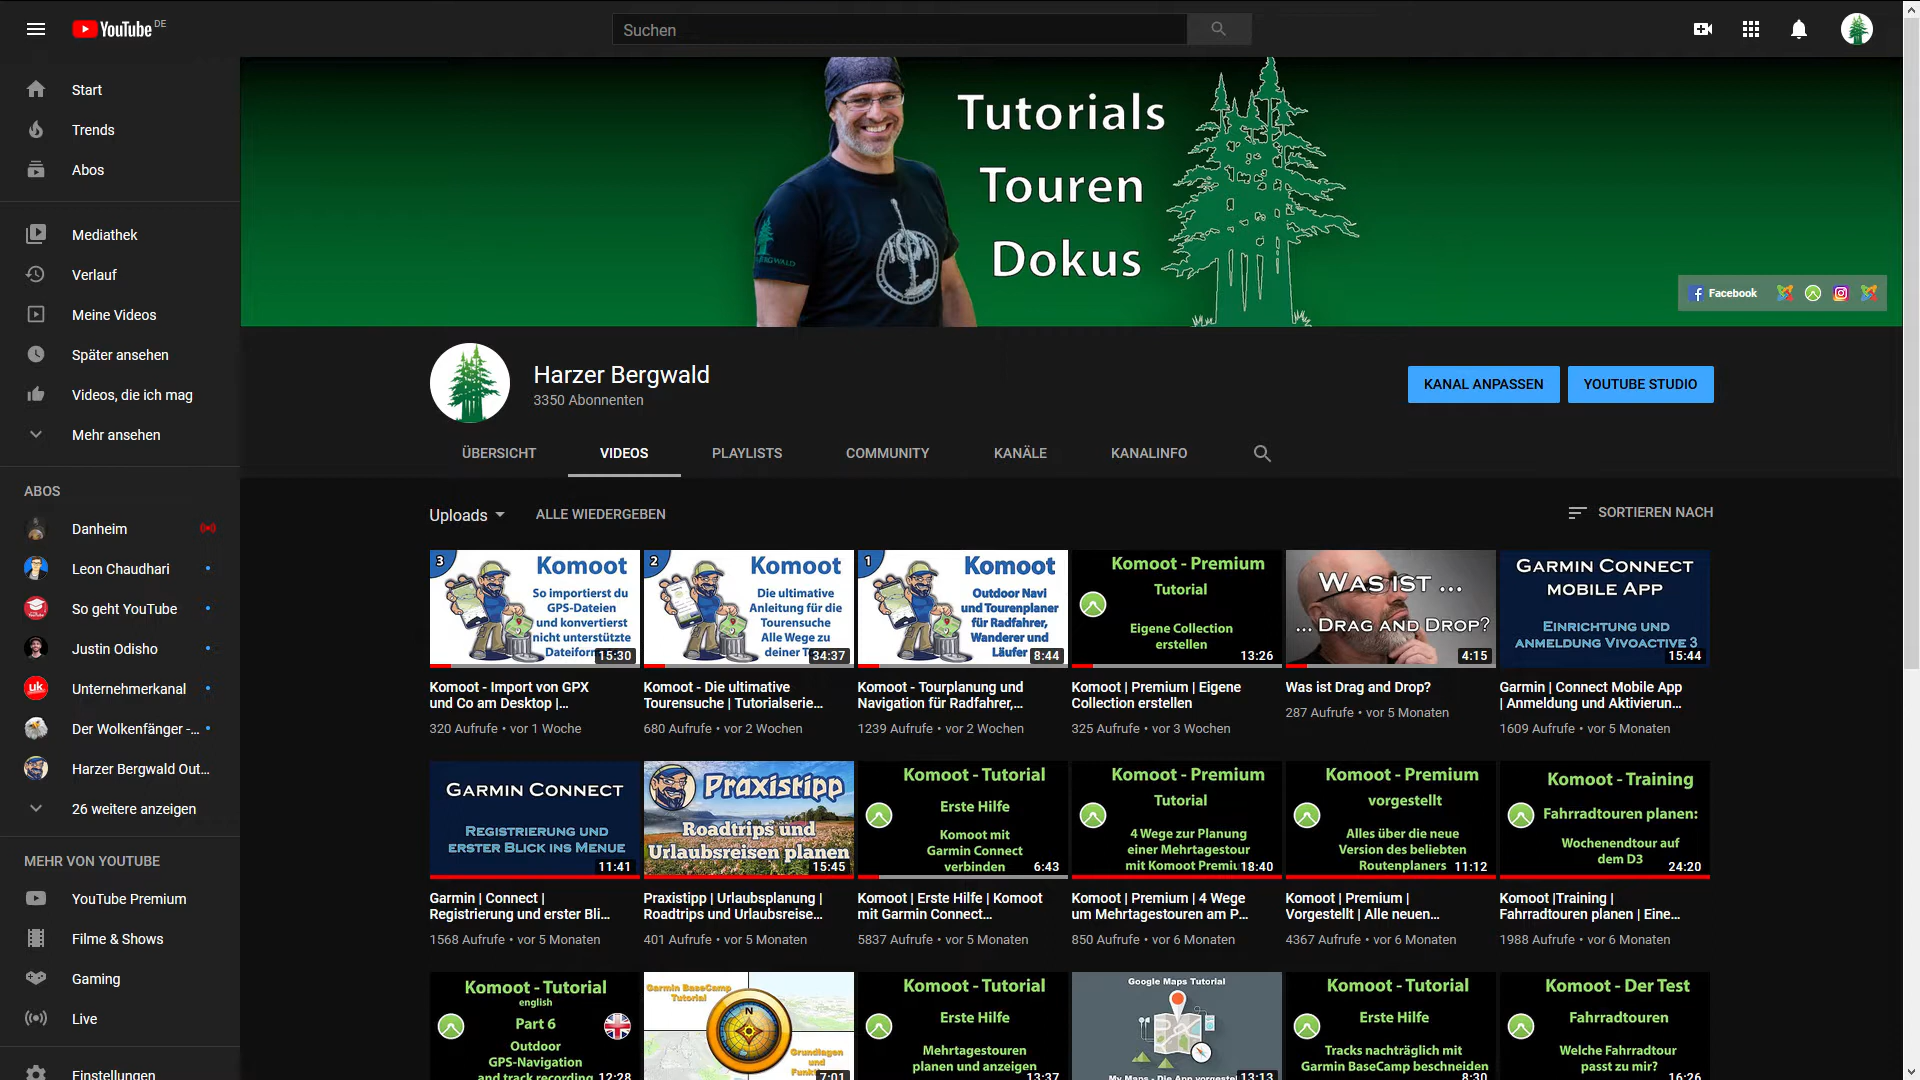 YouTube DE
Suchen
Start
Trends
Abos
Mediathek
Verlauf
Meine Videos
Später ansehen
Videos, die ich mag
Mehr ansehen
ABOS
Danheim
Leon Chaudhari
So geht YouTube
Justin Odisho
uk
Unternehmerkanal
Der Wolkenfänger -...
Harzer Bergwald Out...
26 weitere anzeigen
MEHR VON YOUTUBE
YouTube Premium
Filme & Shows
Gaming
Live
Einstellungen
Tutorials
Touren
Dokus
Facebook
Harzer Bergwald
3350 Abonnenten
KANAL ANPASSEN
YOUTUBE STUDIO
ÜBERSICHT
VIDEOS
PLAYLISTS
COMMUNITY
KANÄLE
KANALINFO
Uploads
ALLE WIEDERGEBEN
SORTIEREN NACH
3
Komoot
So importierst du
GPS-Dateien
und konvertierst
nicht unterstützte
15:30
Komoot - Import von GPX
und Co am Desktop |...
320 Aufrufe • vor 1 Woche
2
Komoot
Die ultimative
Anleitung für die
Tourensuche
Alle Wege zu
deiner
34:37
Komoot - Die ultimative
Tourensuche | Tutorialserie...
680 Aufrufe • vor 2 Wochen
1
Komoot
Outdoor Navi
und Tourenplaner
für Radfahrer,
Wanderer und
Läufer
8:44
Komoot - Tourplanung und
Navigation für Radfahrer,...
1239 Aufrufe • vor 2 Wochen
Komoot - Premium
Tutorial
Eigene Collection
erstellen
13:26
Komoot | Premium | Eigene
Collection erstellen
325 Aufrufe • vor 3 Wochen
WAS IST ...
... DRAG AND DROP?
4:15
Was ist Drag and Drop?
287 Aufrufe • vor 5 Monaten
GARMIN CONNECT
MOBILE APP
EINRICHTUNG UND
ANMELDUNG VIVOACTIVE 3
15:44
Garmin | Connect Mobile App
| Anmeldung und Aktivierun...
1609 Aufrufe • vor 5 Monaten
GARMIN CONNECT
REGISTRIERUNG UND
ERSTER BLICK INS MENUE
11:41
Garmin | Connect |
Registrierung und erster Bli...
1568 Aufrufe • vor 5 Monaten
Praxistipp
Roadtrips und
Urlaubsreisen planen
15:45
Praxistipp | Urlaubsplanung |
Roadtrips und Urlaubsreise...
401 Aufrufe • vor 5 Monaten
Komoot - Tutorial
Erste Hilfe
Komoot mit
Garmin Connect
verbinden
6:43
Komoot | Erste Hilfe | Komoot
mit Garmin Connect...
5837 Aufrufe • vor 5 Monaten
Komoot - Premium
Tutorial
4 Wege zur Planung
einer Mehrtagestour
mit Komoot
18:40
Komoot | Premium | 4 Wege
um Mehrtagestouren am P...
850 Aufrufe • vor 6 Monaten
Komoot - Premium
vorgestellt
Alles über die neue
Version des beliebten
Routenplaners
11:12
Komoot | Premium |
Vorgestellt | Alle neuen...
4367 Aufrufe • vor 6 Monaten
Komoot - Training
Fahrradtouren planen:
Wochenendtour auf
dem D3
24:20
Komoot |Training |
Fahrradtouren planen | Eine...
1988 Aufrufe • vor 6 Monaten
Komoot - Tutorial
english
Part 6
Outdoor
GPS-Navigation
and track recording
12:28
Garmin BaseCamp
Tutorial
N
Grundlagen
und
7:01
Komoot - Tutorial
Erste Hilfe
Mehrtagestouren
planen und anzeigen
13:37
Google Maps Tutorial
My Maps - Die App
13:13
Komoot - Tutorial
Erste Hilfe
Tracks nachträglich mit
Garmin BaseCamp beschneiden
8:30
Komoot - Der Test
Fahrradtouren
Welche Fahrradtour
passt zu mir?
16:26